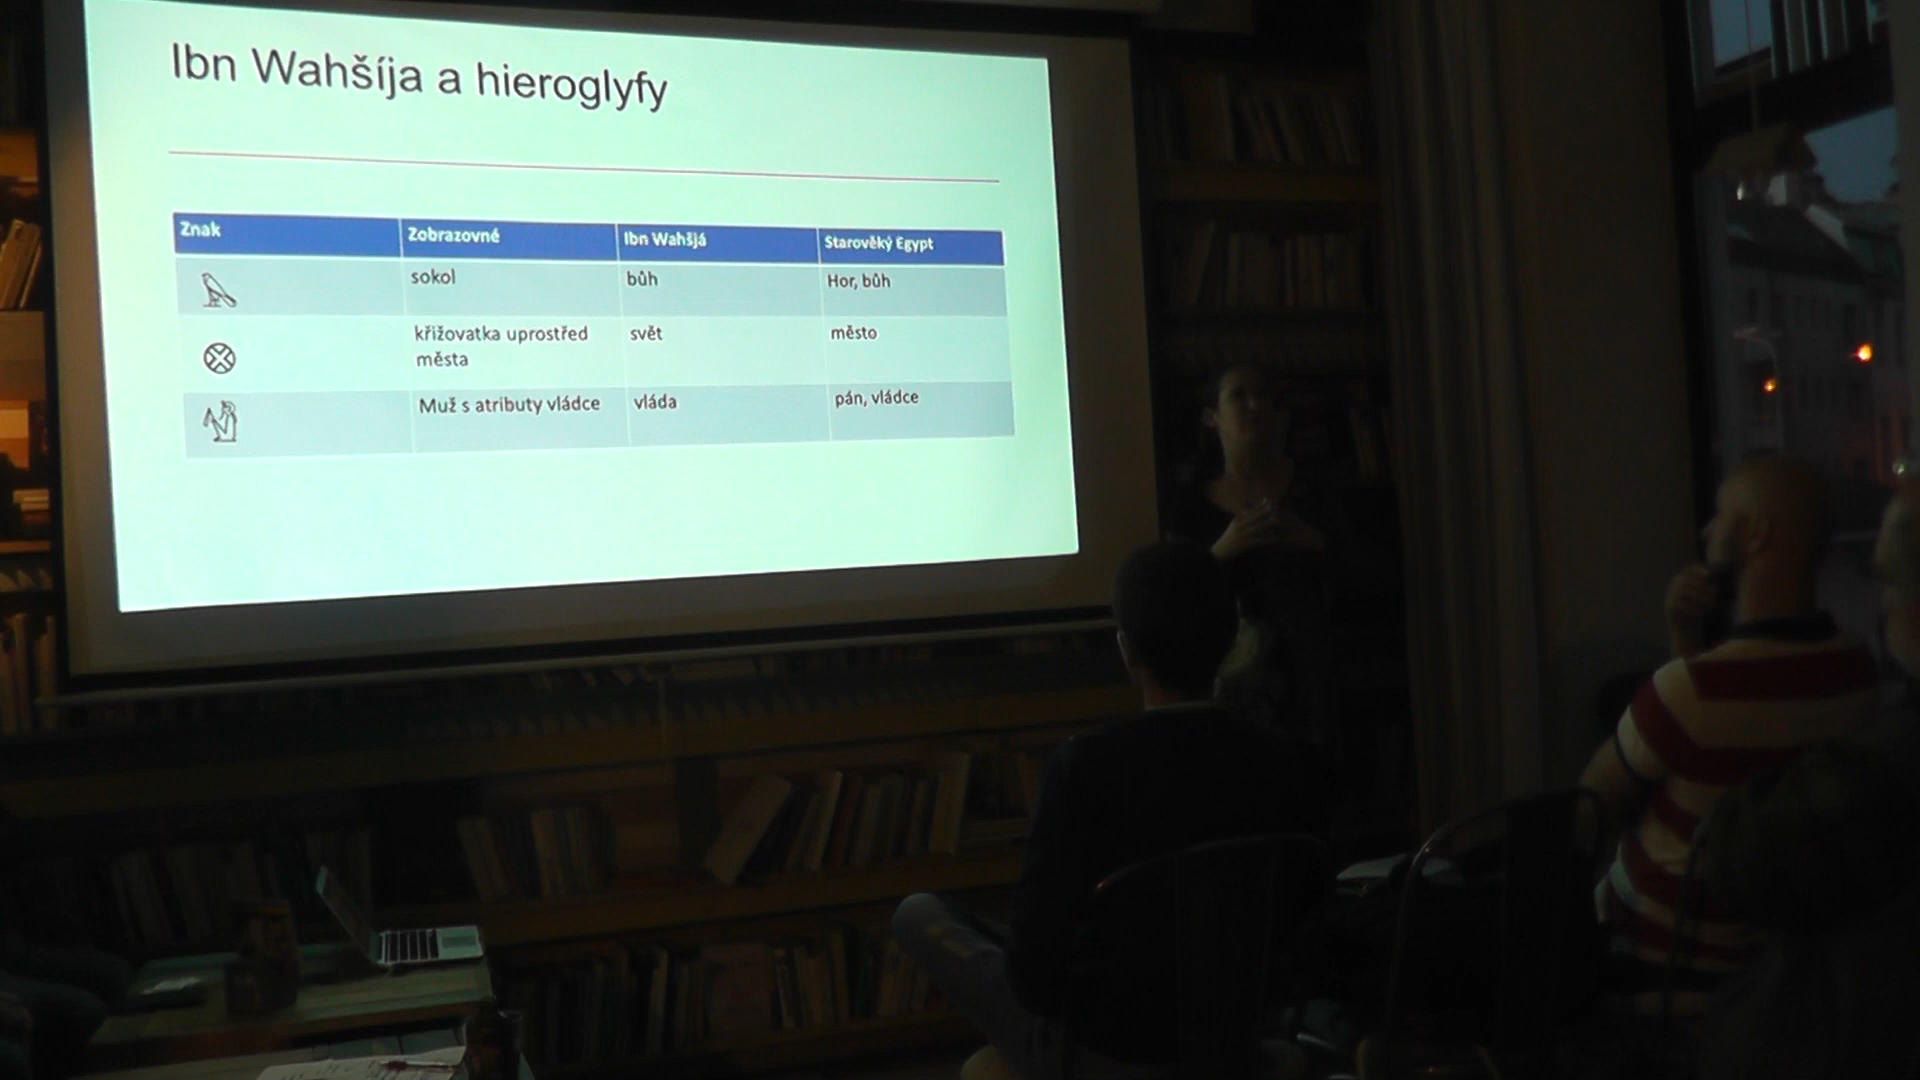 Ibn Wahšíja a hieroglyfy
Znak Zobrazovné Ibn Wahšjá Starověký Egypt
sokol bůh Hor, bůh
křižovatka uprostřed svět město
města
Muž s atributy vládce vláda pán, vládce